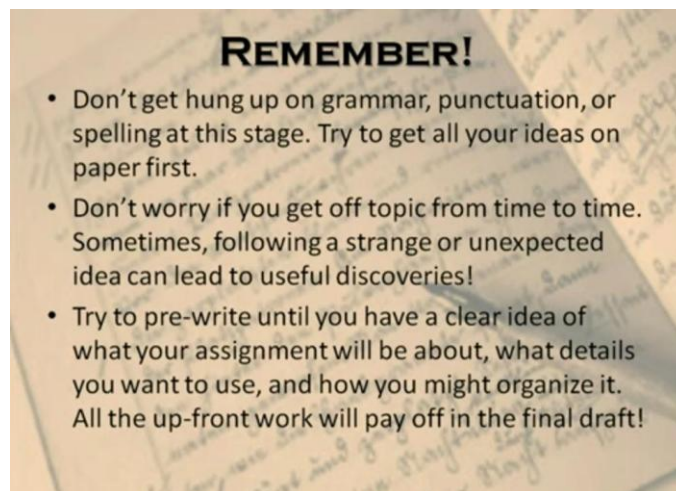 REMEMBER!
• Don't get hung up on grammar, punctuation, or
spelling at this stage. Try to get all your ideas on
paper first.
• Don't worry if you get off topic from time to time.
Sometimes, following a strange or unexpected
idea can lead to useful discoveries!
• Try to pre-write until you have a clear idea of
what your assignment will be about, what details
you want to use, and how you might organize it.
All the up-front work will pay off in the final draft!